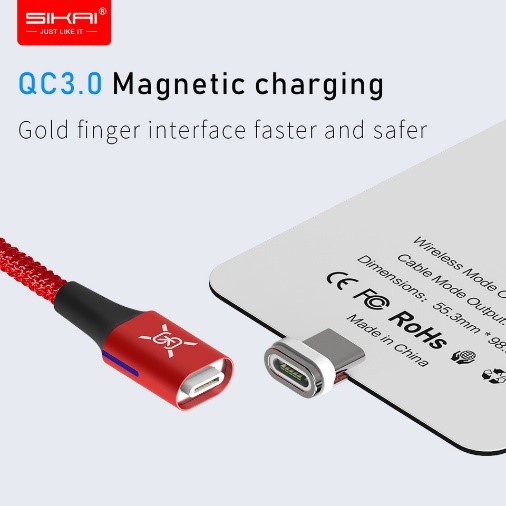 SIKAI®
JUST LIKE IT
QC3.0 Magnetic charging
Gold finger interface faster and safer
Wireless Mode O
Cable Mode Output
Dimensions: 55.3mm * 98.
CE FC RoHS
Made in China